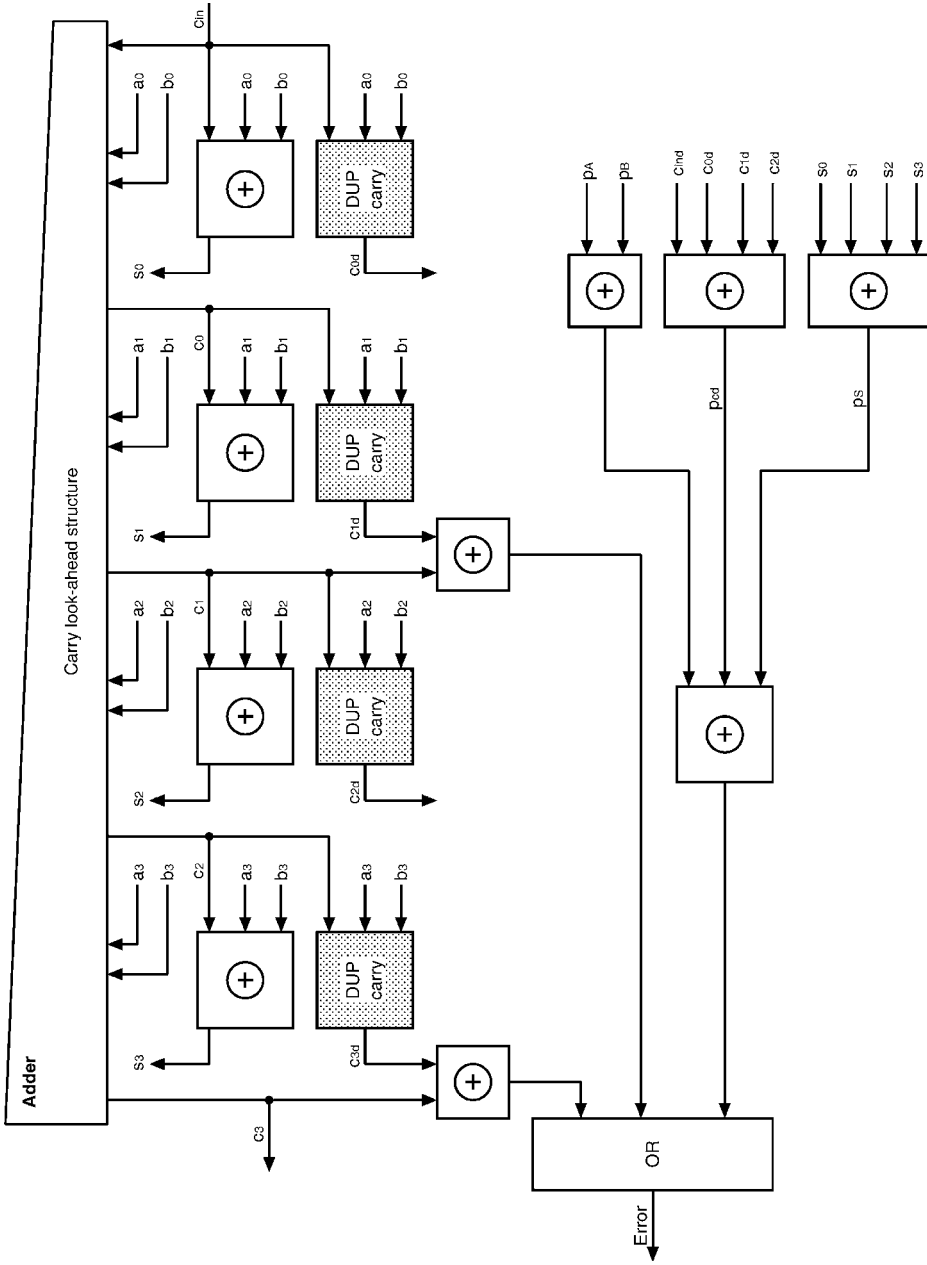 Adder
Carry look-ahead structure
s3 a3 s2 a2 s1 a1 s0 a0
b3 b2 b1 b0
c2 c1 c0 cin
a3 a2 a1 a0
c3
b3 b2 b1 b0
c3d DUP carry a3 c2d DUP carry a2 c1d DUP carry a1 c0d DUP carry a0
b3 b2 b1 b0
pA
pB
Error
OR
cind
c0d
pcd
c1d
c2d
s0
s1
pS
s2
s3